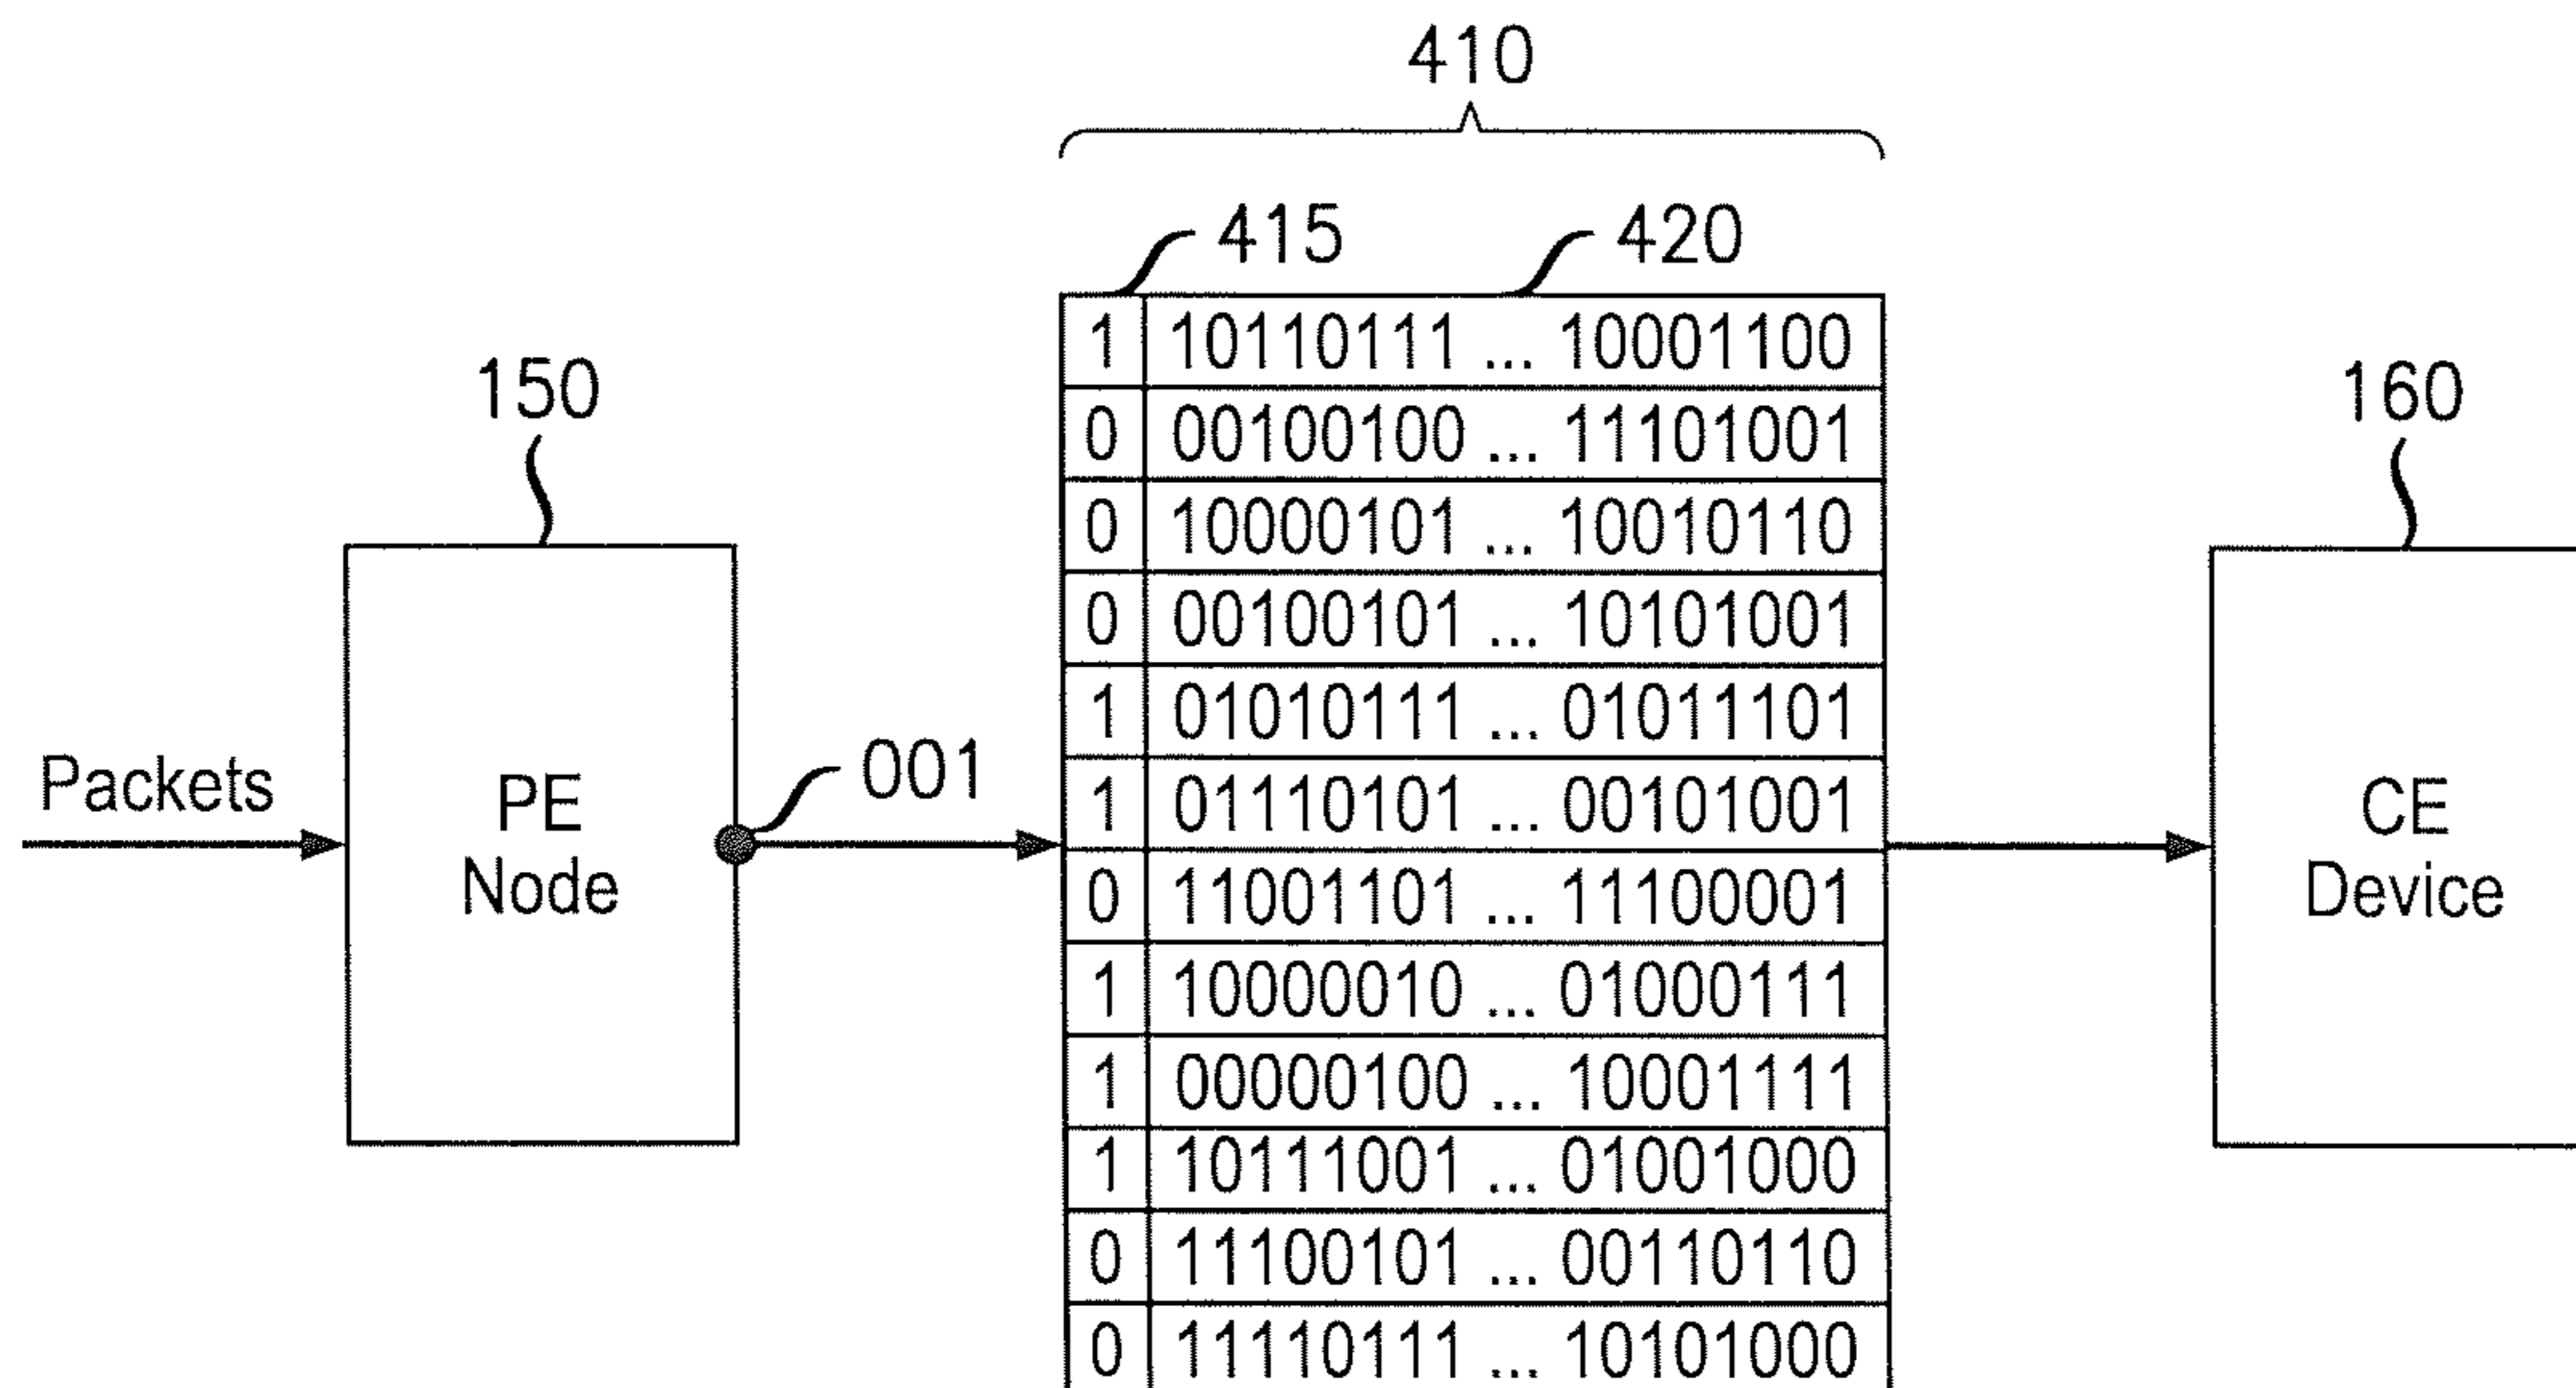 410
415 420
150
160
1 10110111 ... 10001100
0 00100100 ... 11101001
0 10000101 ... 10010110
0 00100101 ... 10101001
1 01010111 ... 01011101
1 01110101 ... 00101001
0 11001101 ... 11100001
1 10000010 ... 01000111
1 00000100 ... 10001111
1 10111001 ... 01001000
0 11100101 ... 00110110
0 11110111 ... 10101000
Packets
PE
Node
001
CE
Device